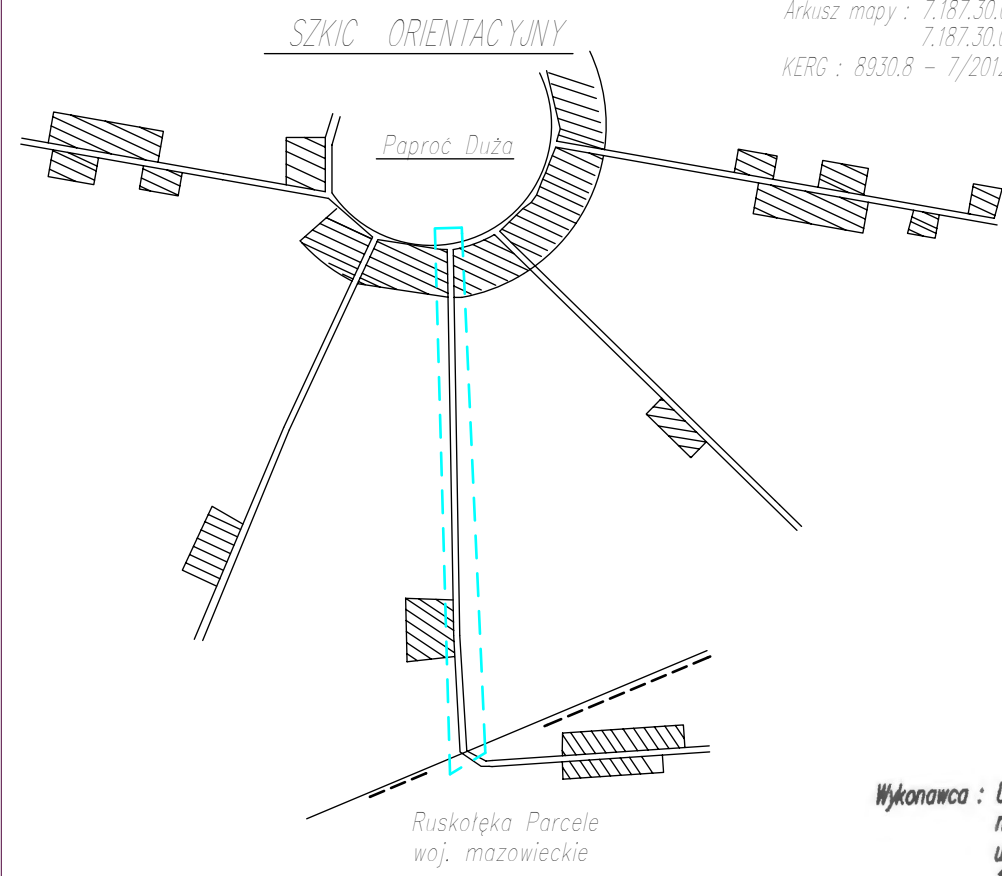 SZKIC ORIENTACYJNY
Arkusz mapy : 7.187.30.
7.187.30.
KERG : 8930.8 - 7/2012
Paproć Duża
Ruskołęka Parcele
woj. mazowieckie
Wykonawca :